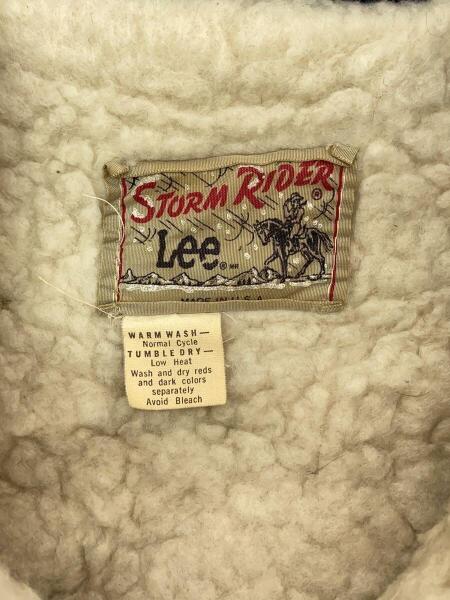 STORM RIDER ®
Lee ® MR
MADE IN U.S.A.
WARM WASH—
Normal Cycle
TUMBLE DRY—
Low Heat
Wash and dry reds
and dark colors
separately
Avoid Bleach